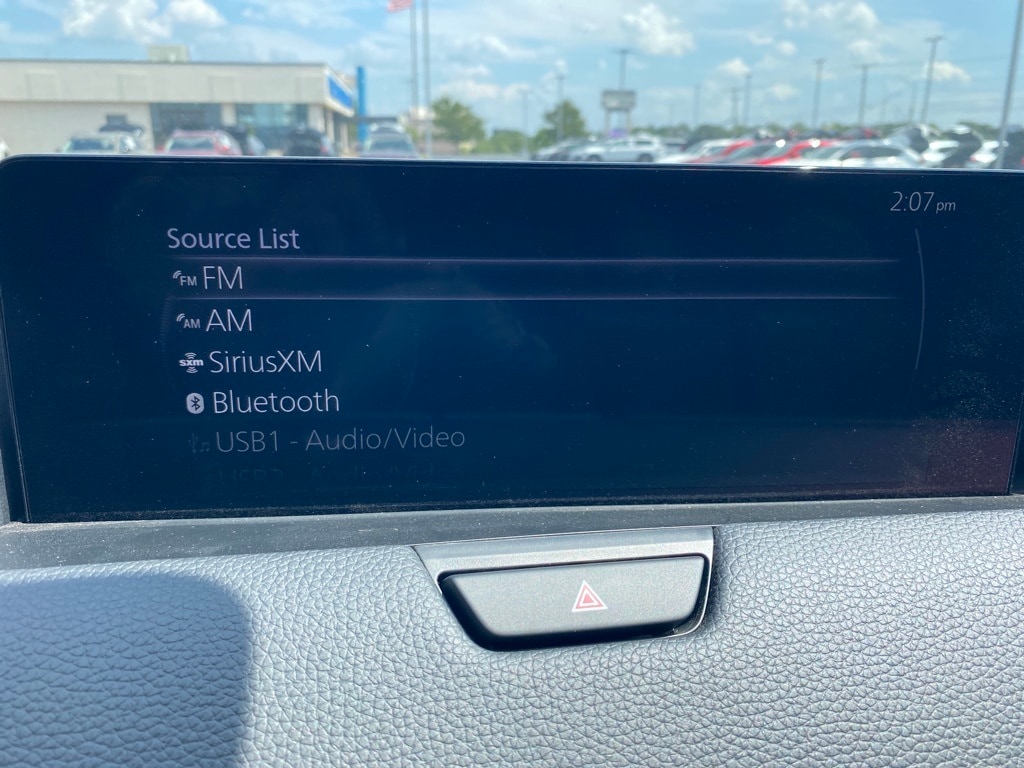 2:07 pm
Source List
FM FM
AM AM
sxm SiriusXM
Bluetooth
USB1 - Audio/Video